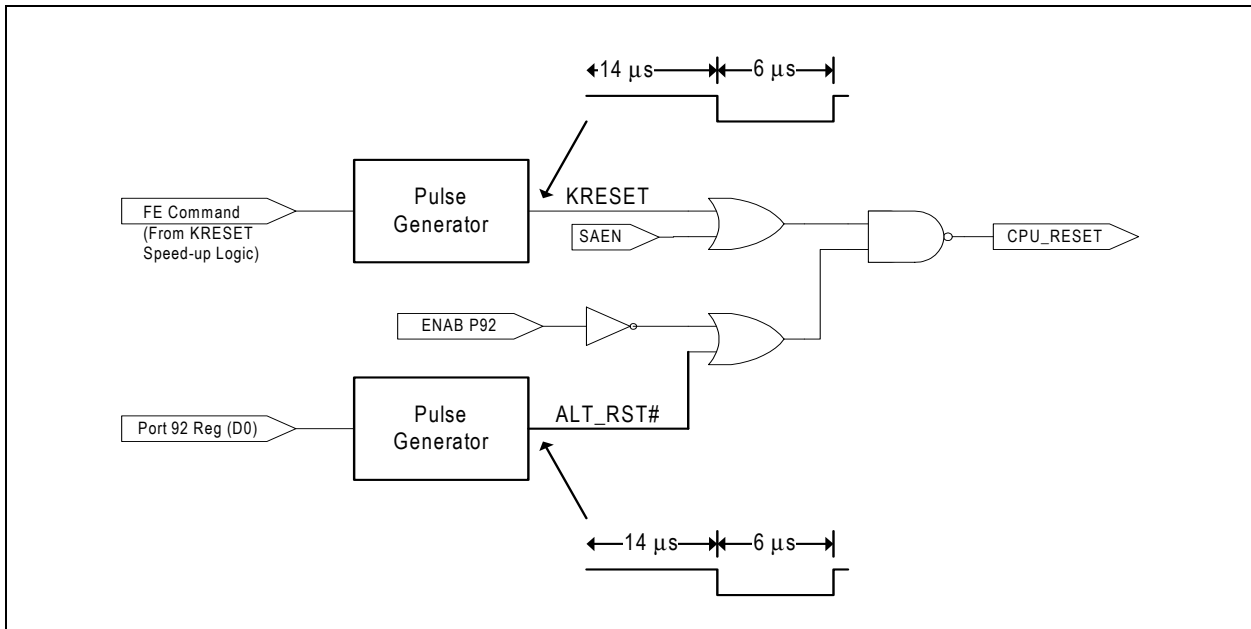 14 μs
6 μs
Pulse
Generator
KRESET
FE Command
(From KRESET
Speed-up Logic)
SAEN
CPU_RESET
ENAB P92
Pulse
Generator
ALT_RST#
Port 92 Reg (D0)
14 μs
6 μs